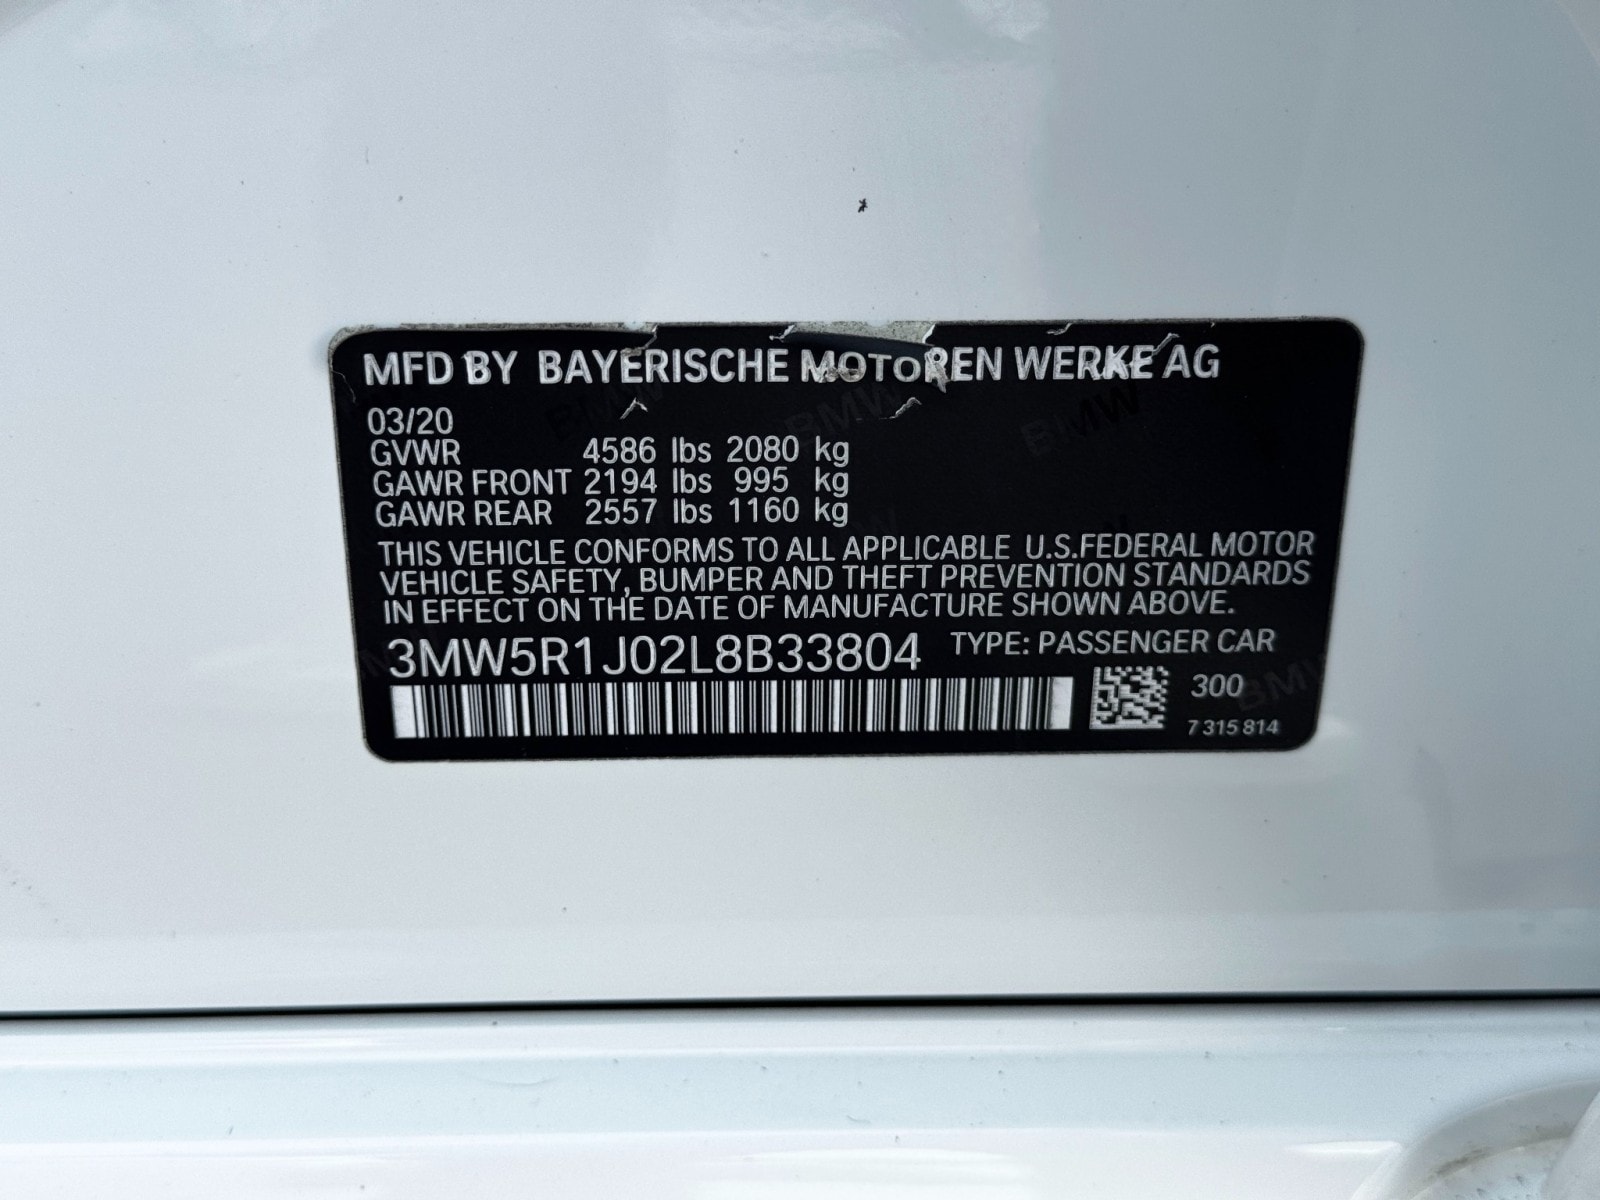 MFD BY BAYERISCHE MOTOREN WERKE AG
03/20
GVWR 4586 lbs 2080 kg
GAWR FRONT 2194 lbs 995 kg
GAWR REAR 2557 lbs 1160 kg
THIS VEHICLE CONFORMS TO ALL APPLICABLE U.S.FEDERAL MOTOR
VEHICLE SAFETY, BUMPER AND THEFT PREVENTION STANDARDS
IN EFFECT ON THE DATE OF MANUFACTURE SHOWN ABOVE.
3MW5R1J02L8B33804 TYPE: PASSENGER CAR
300
7 315 814